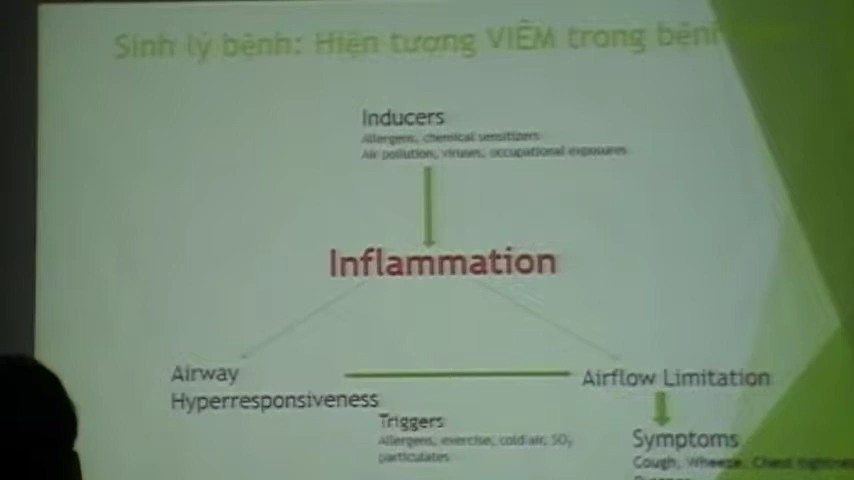 Sinh lý bệnh: Hiện tượng VIÊM trong bệnh
Inducers
Allergens, chemical sensitizers
Air pollution, viruses, occupational exposures
Inflammation
Airway
Hyperresponsiveness
Airflow Limitation
Triggers
Allergens, exercise, cold air, SO₂
particulates
Symptoms
Cough, Wheeze, Chest tightness